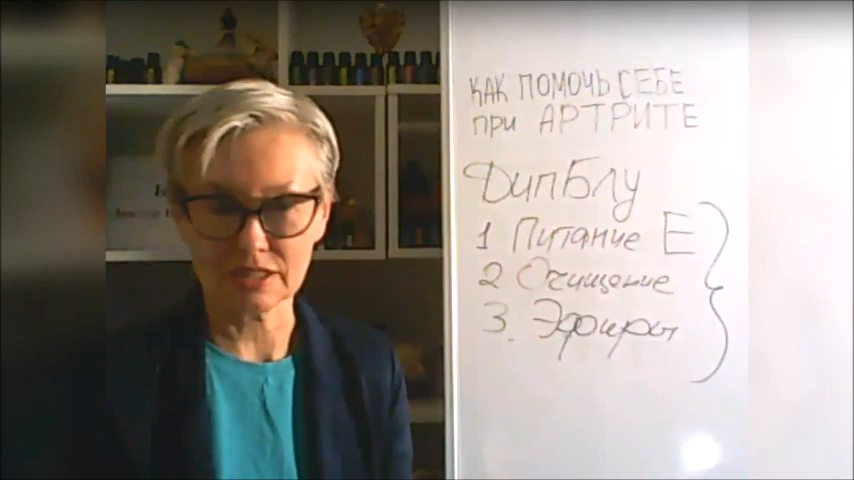 КАК ПОМОЧЬ СЕБЕ
при АРТРИТЕ
ДипБлу
1 Питание Е
2 Очищение
3. Эфиры